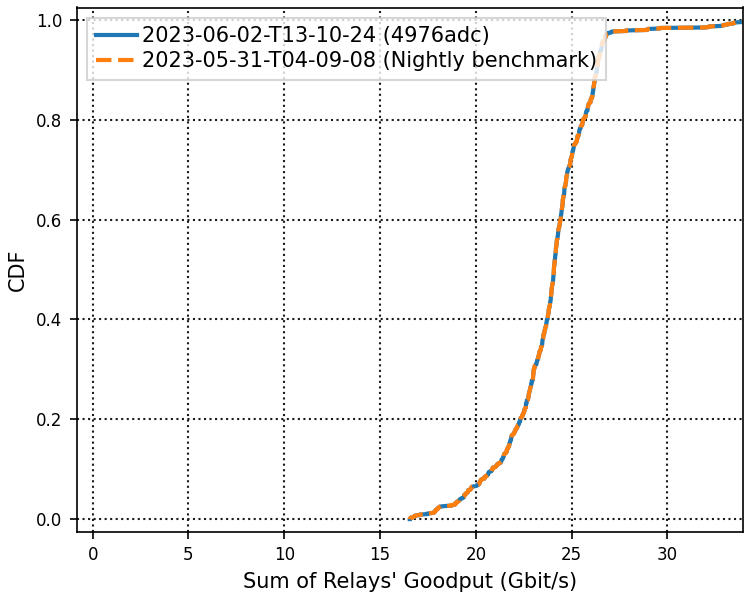 2023-06-02-T13-10-24 (4976adc)
2023-05-31-T04-09-08 (Nightly benchmark)
1.0
0.8
0.6
0.4
0.2
0.0
CDF
0 5 10 15 20 25 30
Sum of Relays' Goodput (Gbit/s)